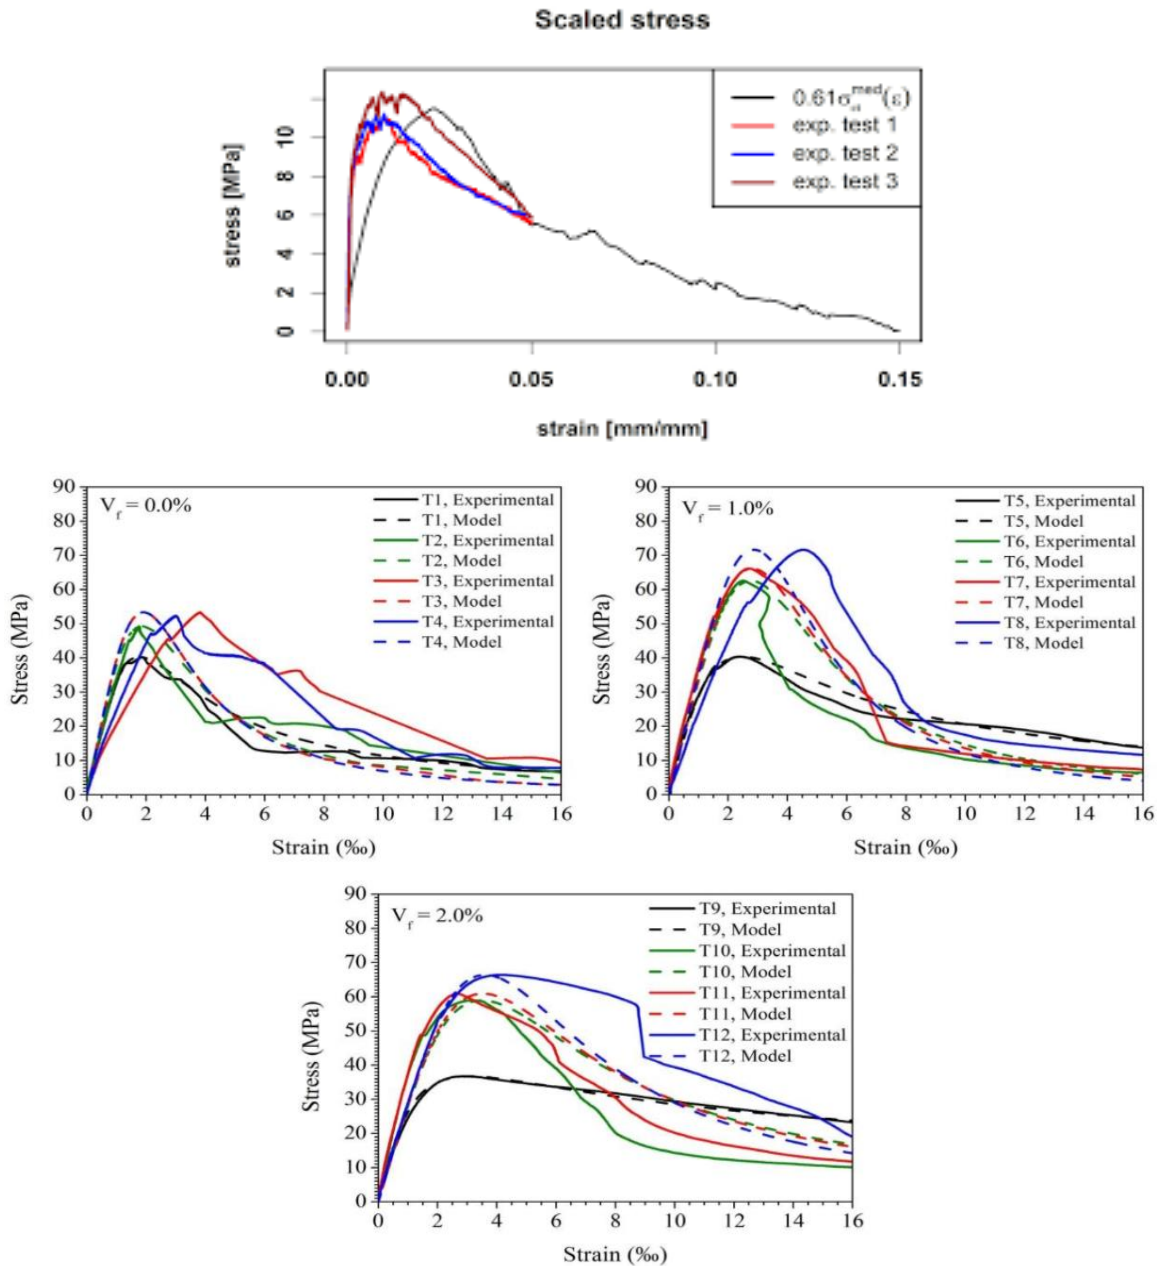 Scaled stress
stress [MPa]
0 2 4 6 8 10
0.61σ med (ε)
exp. test 1
exp. test 2
exp. test 3
0.00 0.05 0.10 0.15
strain [mm/mm]
Stress (MPa)
90
80
70
60
50
40
30
20
10
0
V_f = 0.0%
T1, Experimental
T1, Model
T2, Experimental
T2, Model
T3, Experimental
T3, Model
T4, Experimental
T4, Model
0 2 4 6 8 10 12 14 16
Strain (‰)
Stress (MPa)
90
80
70
60
50
40
30
20
10
0
V_f = 1.0%
T5, Experimental
T5, Model
T6, Experimental
T6, Model
T7, Experimental
T7, Model
T8, Experimental
T8, Model
0 2 4 6 8 10 12 14 16
Strain (‰)
Stress (MPa)
90
80
70
60
50
40
30
20
10
0
V_f = 2.0%
T9, Experimental
T9, Model
T10, Experimental
T10, Model
T11, Experimental
T11, Model
T12, Experimental
T12, Model
0 2 4 6 8 10 12 14 16
Strain (‰)